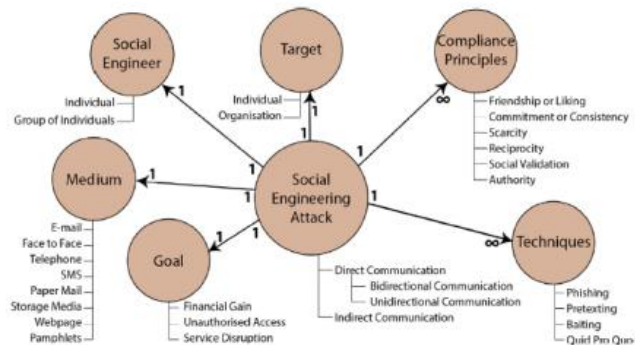 Social
Engineer
1
Individual
Group of Individuals
Target
1
Individual
Organisation
1
Compliance
Principles
∞
Friendship or Liking
Commitment or Consistency
Scarcity
Reciprocity
Social Validation
Authority
1
Medium
1
E-mail
Face to Face
Telephone
SMS
Paper Mail
Storage Media
Webpage
Pamphlets
1
1
Social
Engineering
Attack
1
1
Goal
1
Financial Gain
Unauthorised Access
Service Disruption
Direct Communication
Bidirectional Communication
Unidirectional Communication
Indirect Communication
∞
Techniques
Phishing
Pretexting
Baiting
Quid Pro Quo